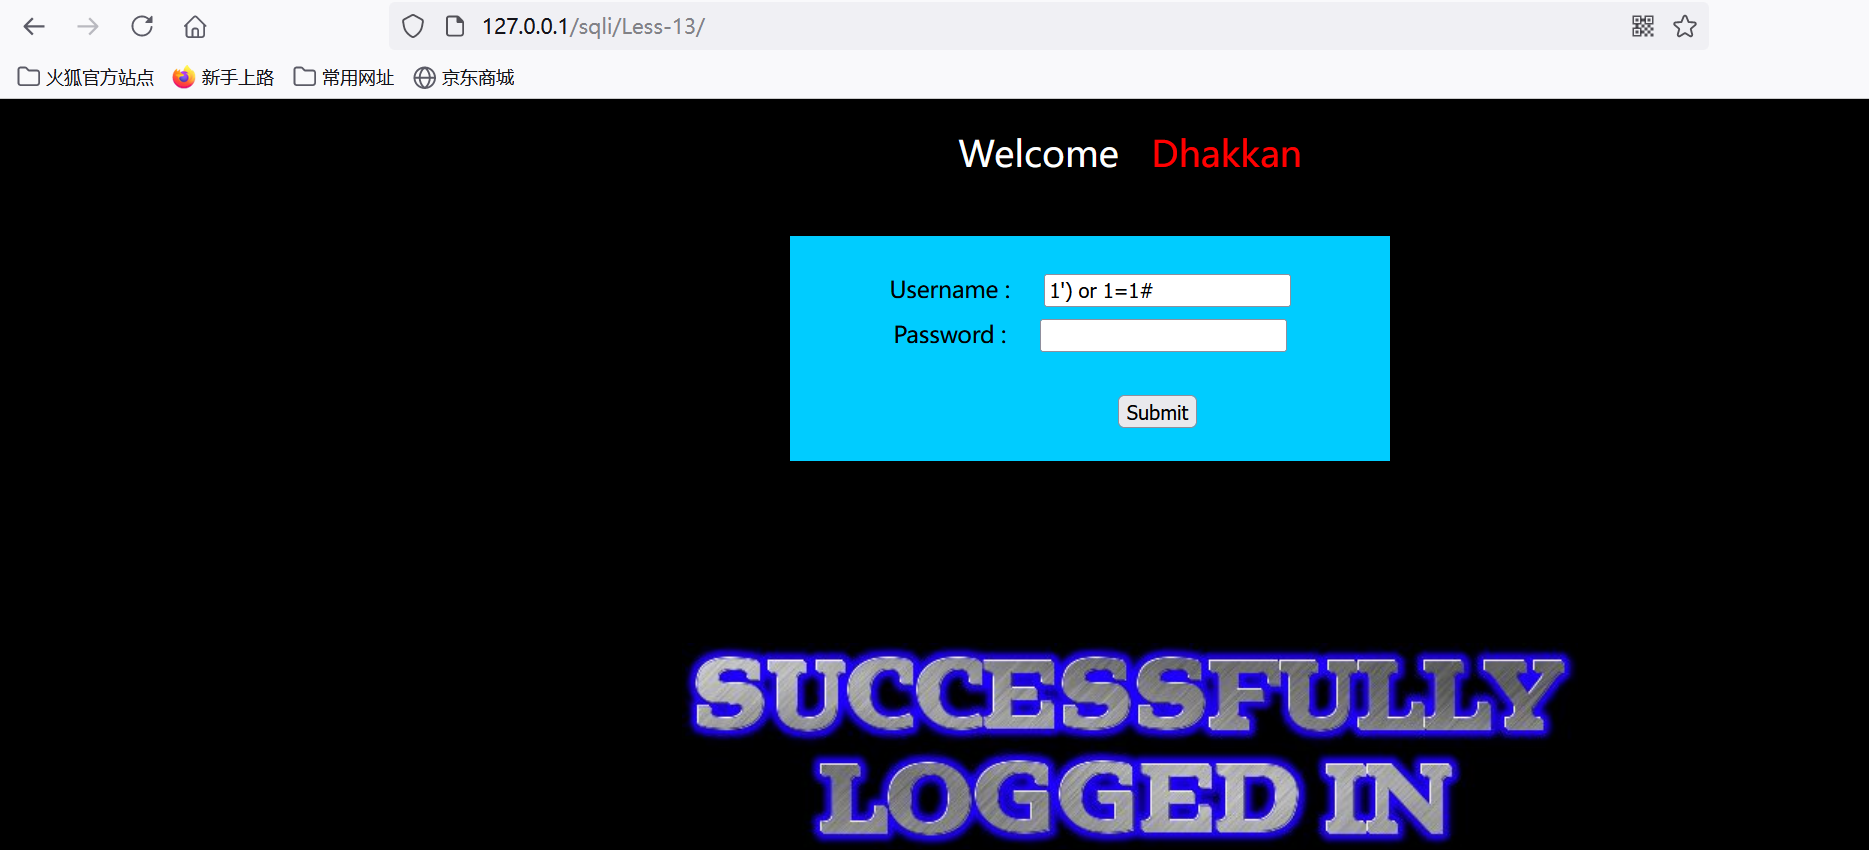 127.0.0.1/sqli/Less-13/
火狐官方站点 新手上路 常用网址 京东商城
Welcome Dhakkan
Username : 1') or 1=1#
Password :
Submit
SUCCESSFULLY
LOGGED IN